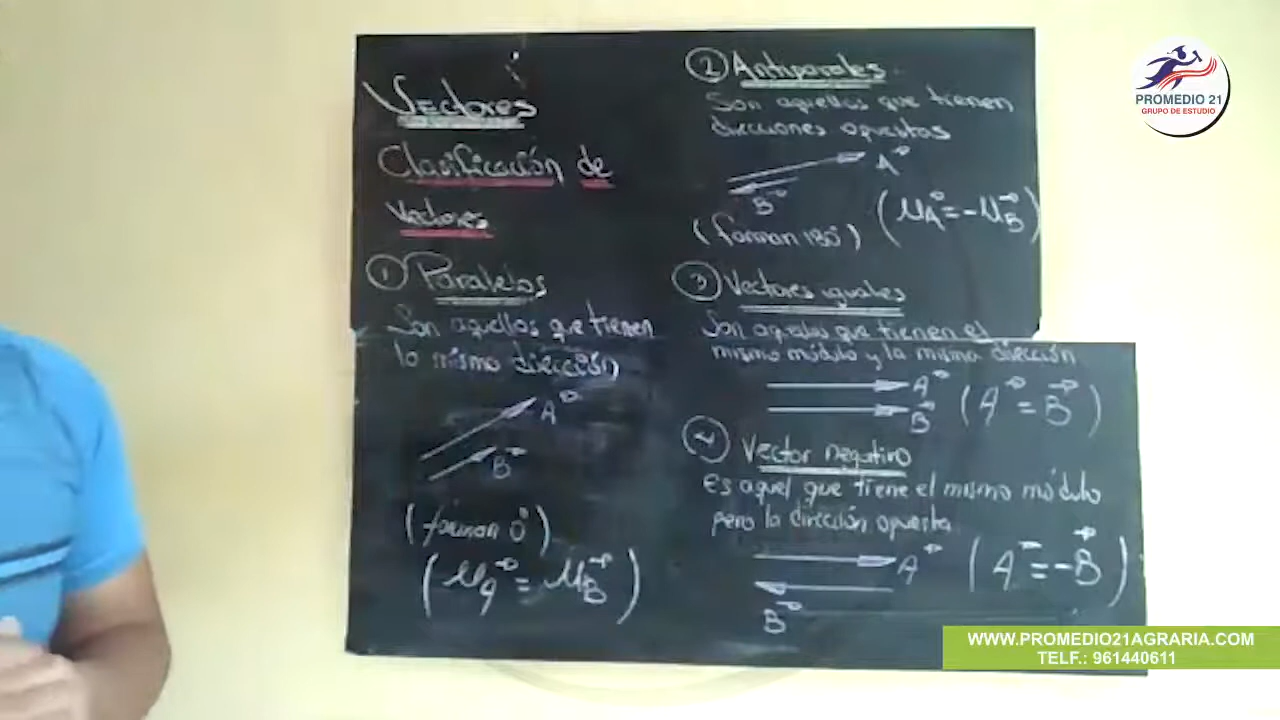 Vectores
Clasificación de
Vectores
① Paralelos
Son aquellos que tienen
la misma dirección
A→
B→
(forman 0°)
(μA→ = μB→)
② Antiparales
Son aquellos que tienen
direcciones opuestas
A→
B→
(forman 180°)
(μA→ = -μB→)
③ Vectores iguales
Son aquellos que tienen el
mismo módulo y la misma dirección
A→
B→
(A→ = B→)
④ Vector negativo
Es aquel que tiene el mismo módulo
pero la dirección opuesta
A→
B→
(A→ = -B→)
PROMEDIO 21
GRUPO DE ESTUDIO
WWW.PROMEDIO21AGRARIA.COM
TELF.: 961440611